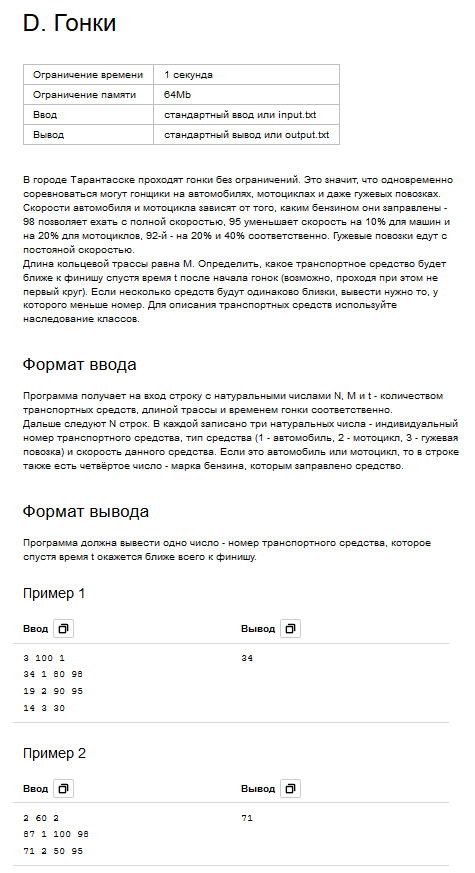 D. Гонки
Ограничение времени 1 секунда
Ограничение памяти 64Mb
Ввод стандартный ввод или input.txt
Вывод стандартный вывод или output.txt
В городе Тарантасске проходят гонки без ограничений. Это значит, что одновременно
соревноваться могут гонщики на автомобилях, мотоциклах и даже гужевых повозках.
Скорости автомобиля и мотоцикла зависят от того, каким бензином они заправлены -
98 позволяет ехать с полной скоростью, 95 уменьшает скорость на 10% для машин и
на 20% для мотоциклов, 92-й - на 20% и 40% соответственно. Гужевые повозки едут с
постояной скоростью.
Длина кольцевой трассы равна M. Определить, какое транспортное средство будет
ближе к финишу спустя время t после начала гонок (возможно, проходя при этом не
первый круг). Если несколько средств будут одинаково близки, вывести нужно то, у
которого меньше номер. Для описания транспортных средств используйте
наследование классов.
Формат ввода
Программа получает на вход строку с натуральными числами N, M и t - количеством
транспортных средств, длиной трассы и временем гонки соответственно.
Дальше следуют N строк. В каждой записано три натуральных числа - индивидуальный
номер транспортного средства, тип средства (1 - автомобиль, 2 - мотоцикл, 3 - гужевая
повозка) и скорость данного средства. Если это автомобиль или мотоцикл, то в строке
также есть четвёртое число - марка бензина, которым заправлено средство.
Формат вывода
Программа должна вывести одно число - номер транспортного средства, которое
спустя время t окажется ближе всего к финишу.
Пример 1
Ввод Вывод
3 100 1 34
34 1 80 98
19 2 90 95
14 3 30
Пример 2
Ввод Вывод
2 60 2 71
87 1 100 98
71 2 50 95